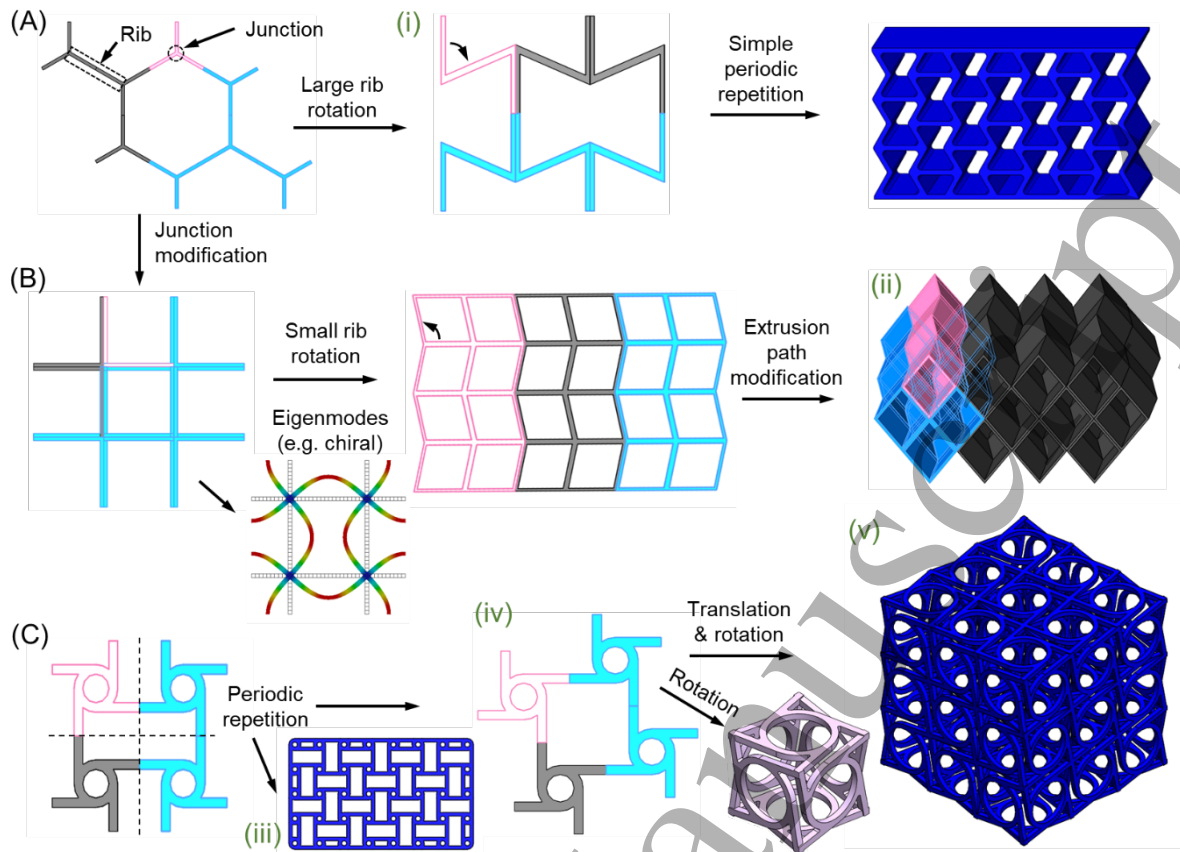 (A)
Rib
Junction
Large rib
rotation
(i)
Simple
periodic
repetition
Junction
modification
(B)
Small rib
rotation
Eigenmodes
(e.g. chiral)
Extrusion
path
modification
(ii)
(C)
Periodic
repetition
(iii)
(iv)
Translation
& rotation
Rotation
(v)